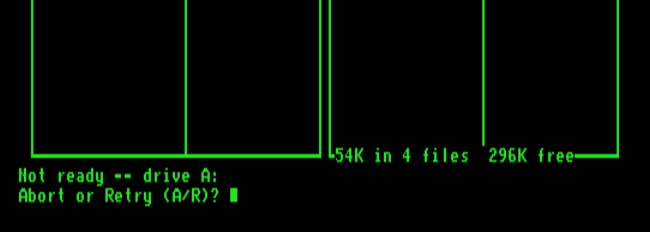 54K in 4 files 296K free
Not ready -- drive A:
Abort or Retry (A/R)?